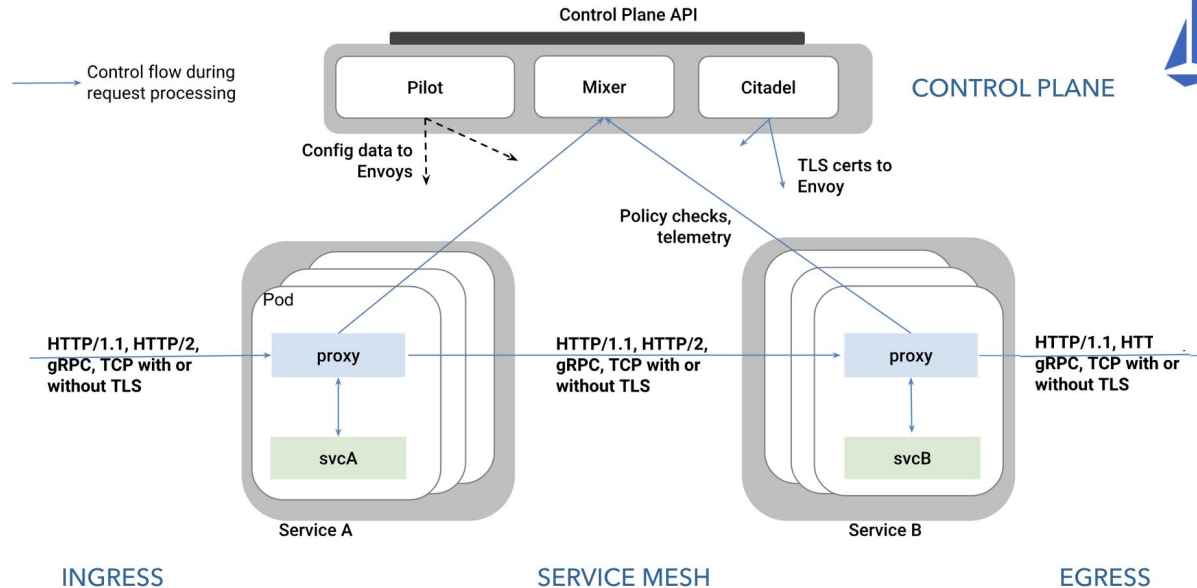 Control Plane API
Control flow during
request processing
Pilot
Mixer
Citadel
CONTROL PLANE
Config data to
Envoys
TLS certs to
Envoy
Policy checks,
telemetry
Pod
HTTP/1.1, HTTP/2,
gRPC, TCP with or
without TLS
proxy
svcA
Service A
HTTP/1.1, HTTP/2,
gRPC, TCP with or
without TLS
proxy
svcB
Service B
HTTP/1.1, HTT
gRPC, TCP with or
without TLS
INGRESS
SERVICE MESH
EGRESS